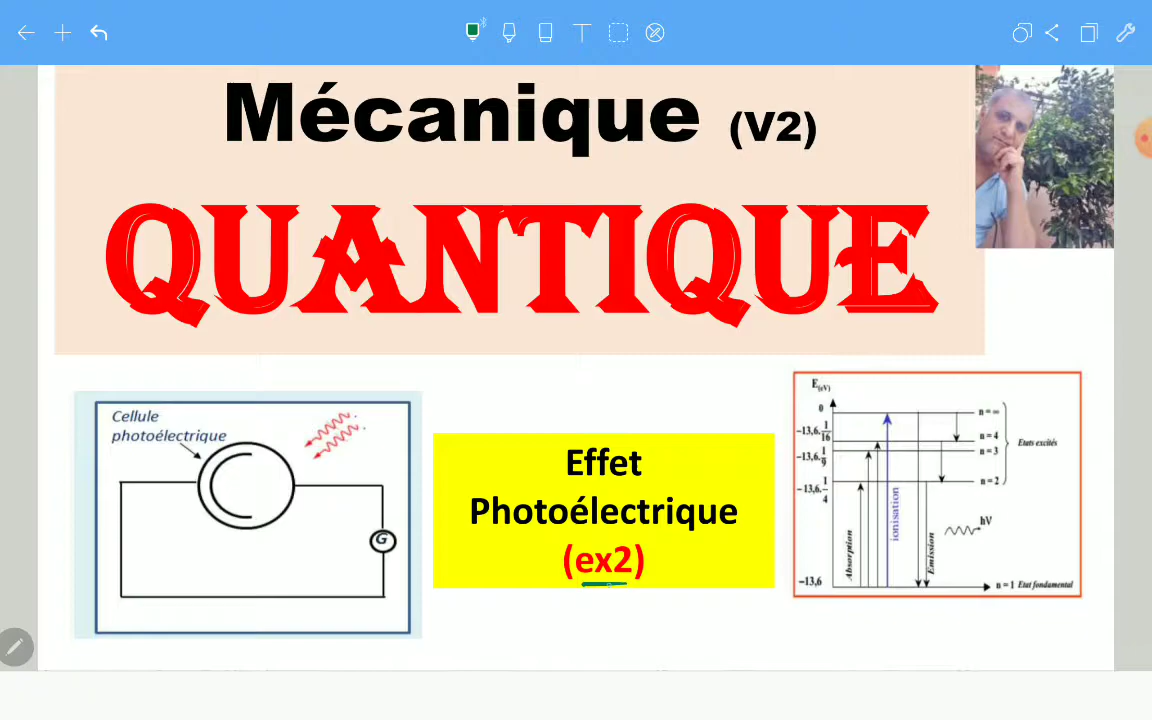 Mécanique (V2)
QUANTIQUE
Cellule
photoélectrique
G
Effet
Photoélectrique
(ex2)
E(eV)
0
n = ∞
-13,6. 1/16
n = 4
-13,6. 1/9
n = 3
Etats excités
-13,6. 1/4
n = 2
ionisation
hV
Absorption
Emission
-13,6
n = 1 Etat fondamental